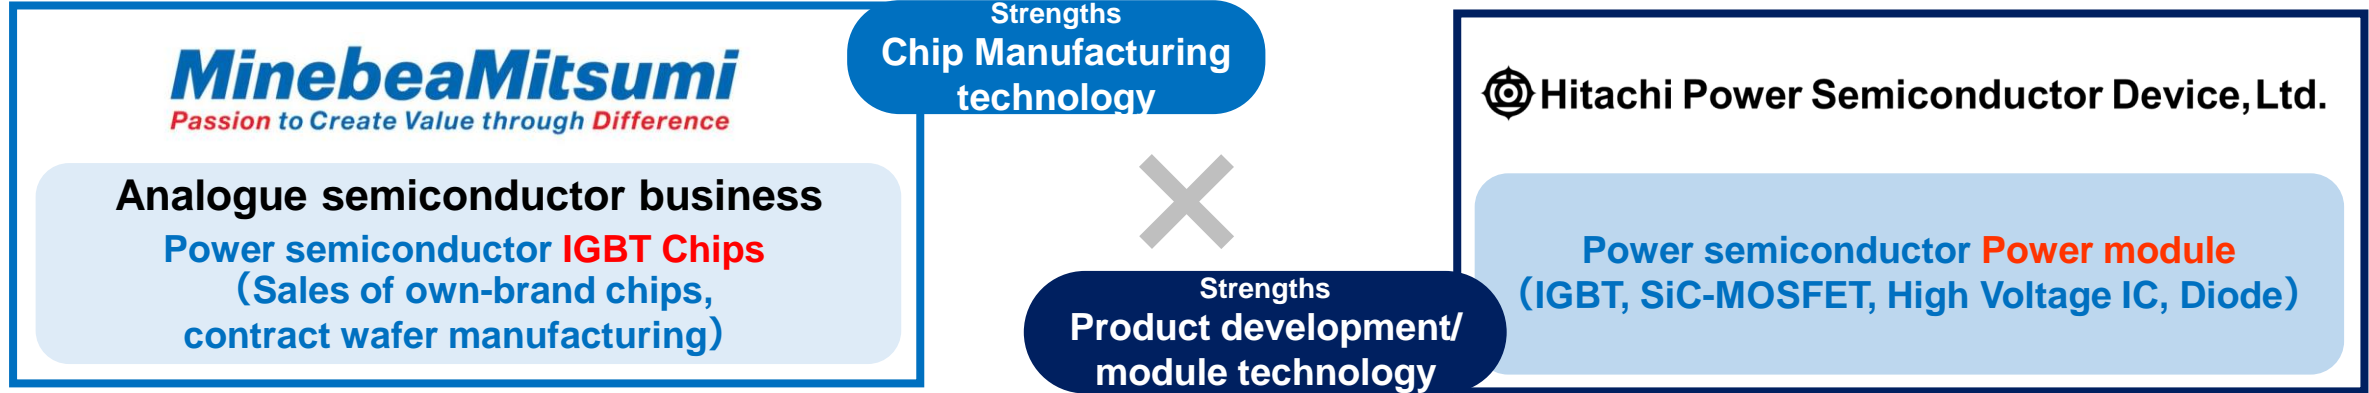 MinebeaMitsumi
Passion to Create Value through Difference
Analogue semiconductor business
Power semiconductor IGBT Chips
（Sales of own-brand chips,
contract wafer manufacturing）
Strengths
Chip Manufacturing
technology
Strengths
Product development/
module technology
Hitachi Power Semiconductor Device, Ltd.
Power semiconductor Power module
（IGBT, SiC-MOSFET, High Voltage IC, Diode）